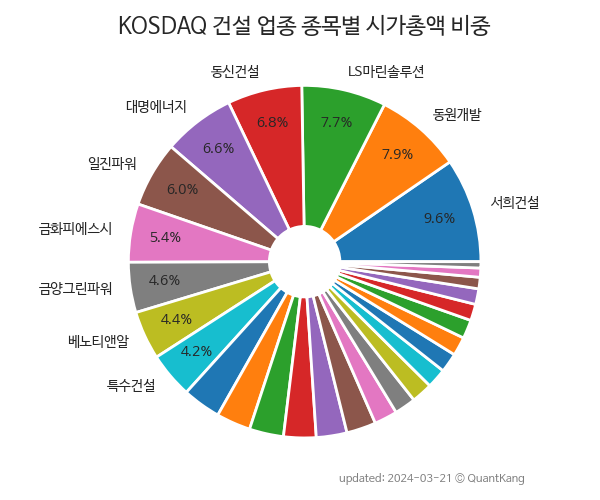 KOSDAQ 건설 업종 종목별 시가총액 비중
서희건설
9.6%
동원개발
7.9%
LS마린솔루션
7.7%
동신건설
6.8%
대명에너지
6.6%
일진파워
6.0%
금화피에스시
5.4%
금양그린파워
4.6%
베노티앤알
4.4%
특수건설
4.2%
updated: 2024-03-21 © QuantKang